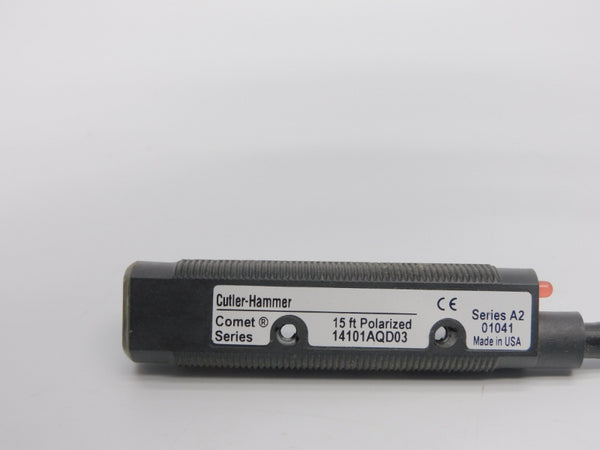 Cutler-Hammer
Comet ®
Series
15 ft Polarized
14101AQD03
CE
Series A2
01041
Made in USA